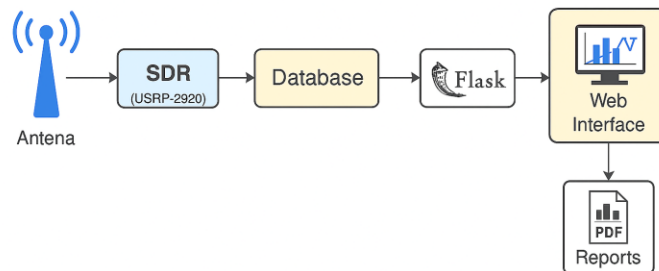 Antena
SDR
(USRP-2920)
Database
Flask
Web
Interface
PDF
Reports